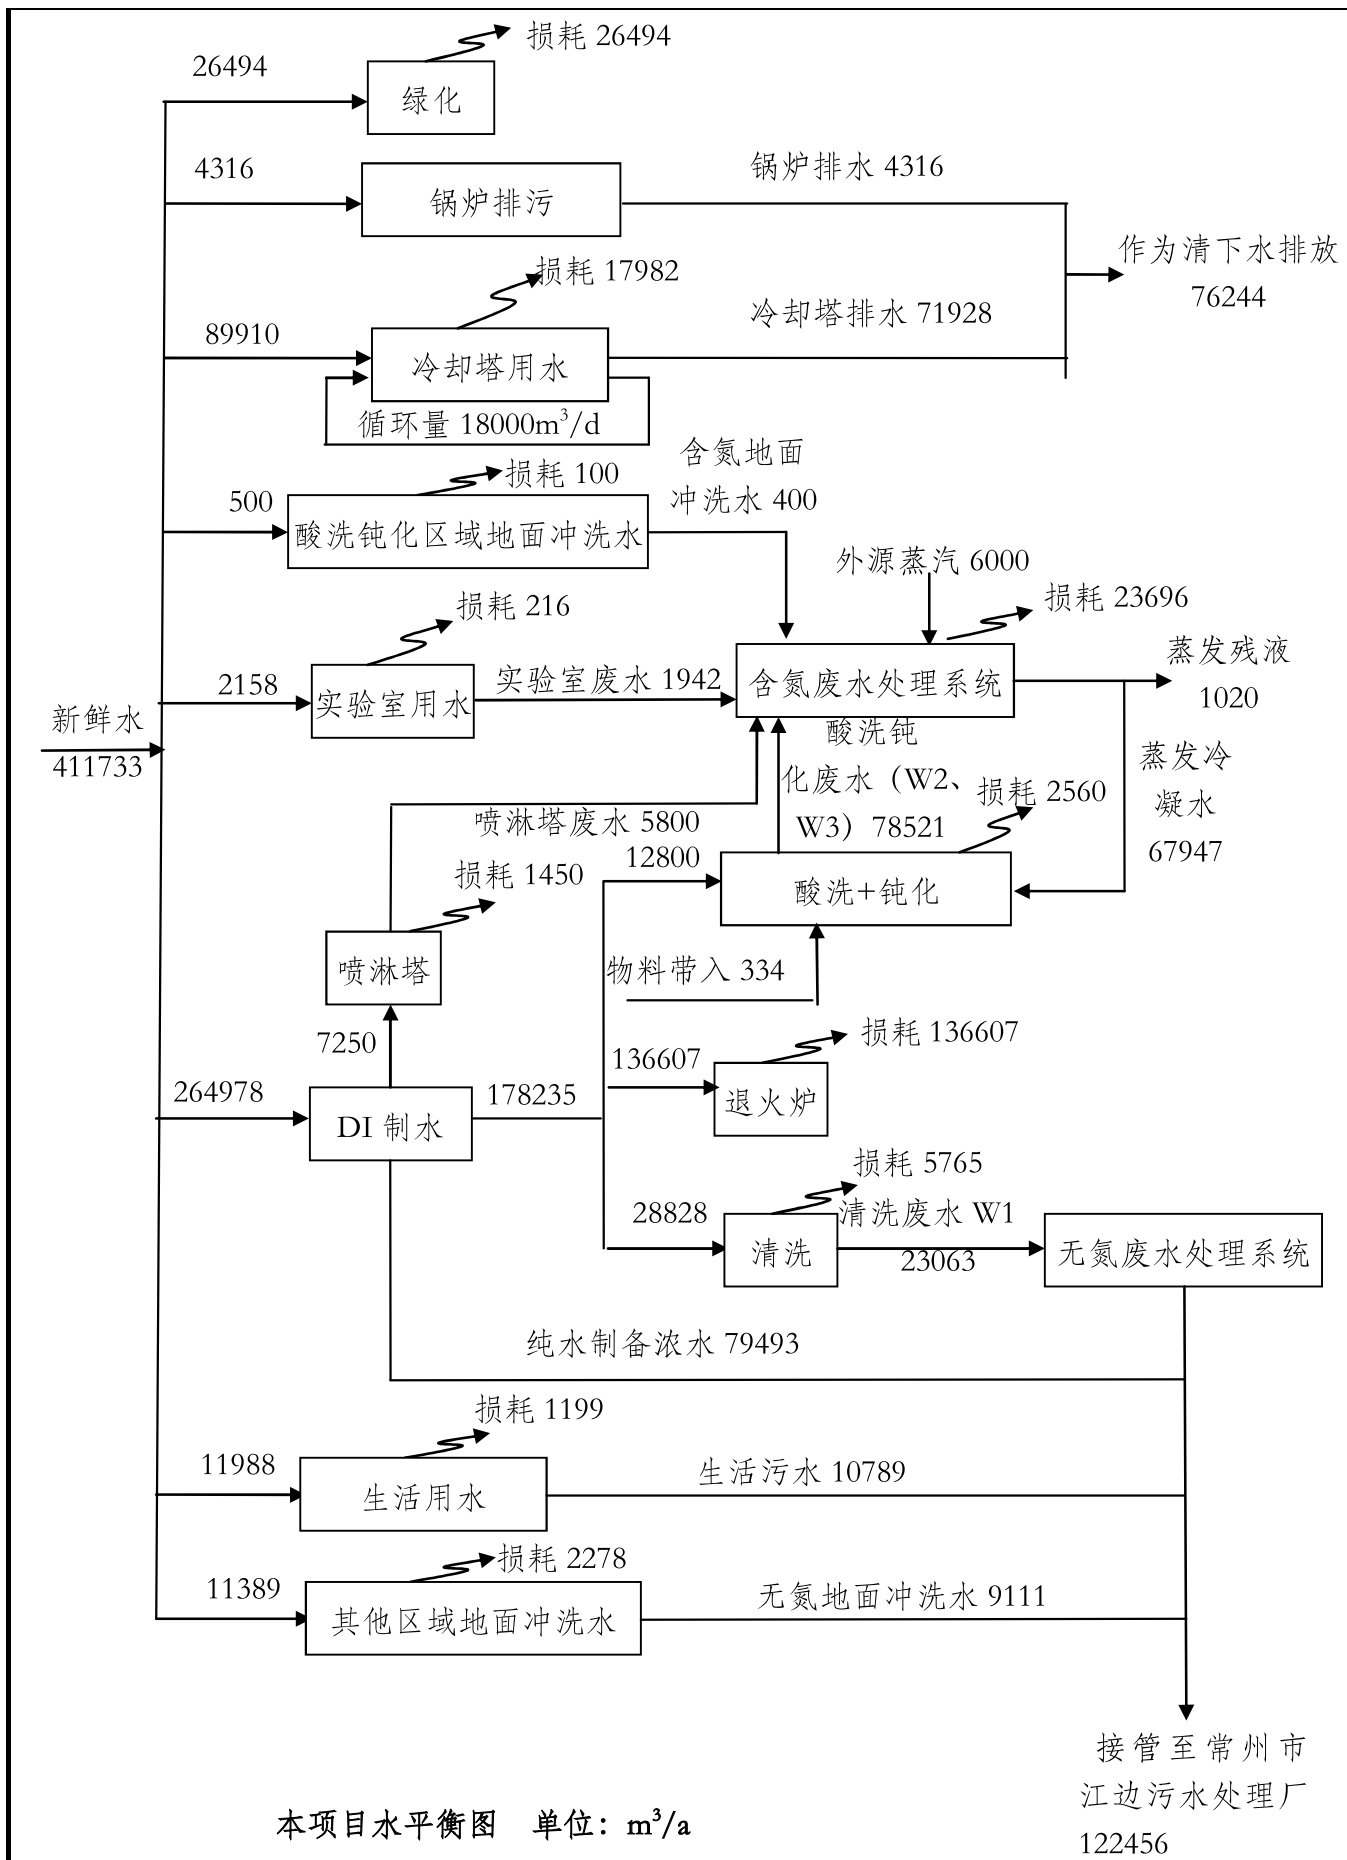 损耗 26494
26494
绿化
4316
锅炉排水 4316
锅炉排污
作为清下水排放
76244
损耗 17982
89910
冷却塔排水 71928
冷却塔用水
循环量 18000m³/d
含氮地面
冲洗水 400
损耗 100
500
酸洗钝化区域地面冲洗水
外源蒸汽 6000
损耗 23696
损耗 216
蒸发残液
1020
2158
实验室废水 1942
含氮废水处理系统
实验室用水
新鲜水
411733
酸洗钝
化废水（W2、
W3）78521
损耗 2560
蒸发冷
凝水
67947
喷淋塔废水 5800
12800
损耗 1450
酸洗+钝化
喷淋塔
物料带入 334
7250
损耗 136607
136607
退火炉
264978
178235
DI 制水
损耗 5765
28828
清洗废水 W1
23063
清洗
无氮废水处理系统
纯水制备浓水 79493
损耗 1199
11988
生活污水 10789
生活用水
损耗 2278
11389
无氮地面冲洗水 9111
其他区域地面冲洗水
接管至常州市
江边污水处理厂
122456
本项目水平衡图 单位：m³/a